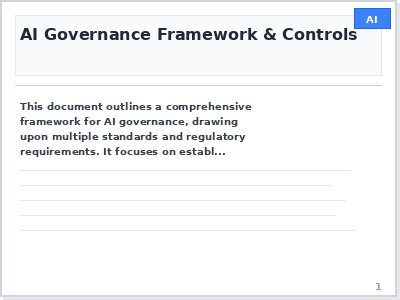 AI
AI Governance Framework & Controls
This document outlines a comprehensive
framework for AI governance, drawing
upon multiple standards and regulatory
requirements. It focuses on establ...
1